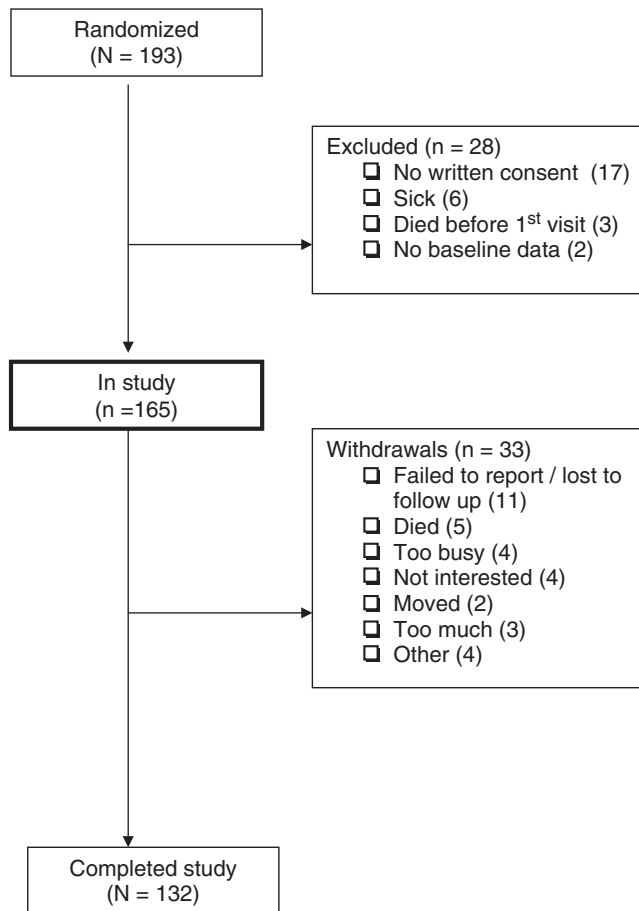 Randomized
(N = 193)
Excluded (n = 28)
❑ No written consent (17)
❑ Sick (6)
❑ Died before 1st visit (3)
❑ No baseline data (2)
In study
(n =165)
Withdrawals (n = 33)
❑ Failed to report / lost to
follow up (11)
❑ Died (5)
❑ Too busy (4)
❑ Not interested (4)
❑ Moved (2)
❑ Too much (3)
❑ Other (4)
Completed study
(N = 132)